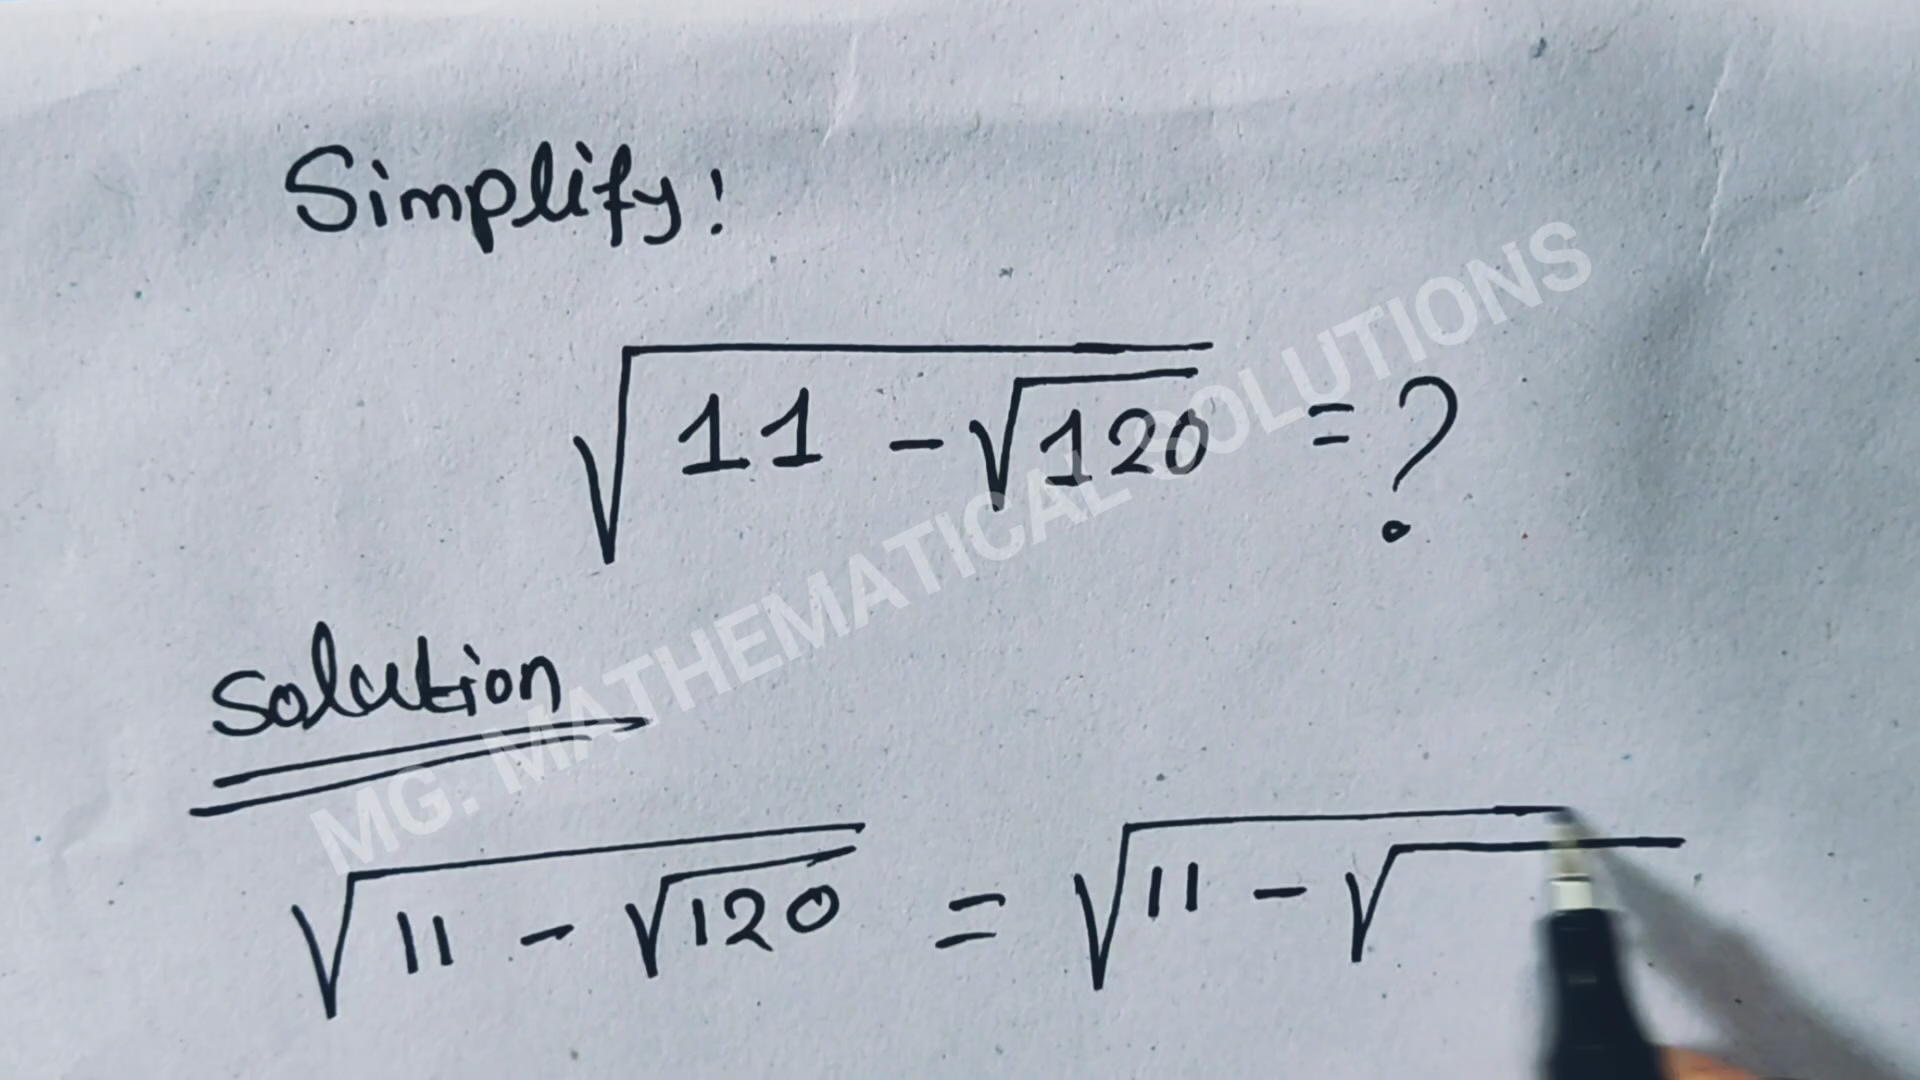 Simplify:
√(11 - √120) = ?
Solution
√(11 - √120) = √(11 - √
MG. MATHEMATICAL SOLUTIONS